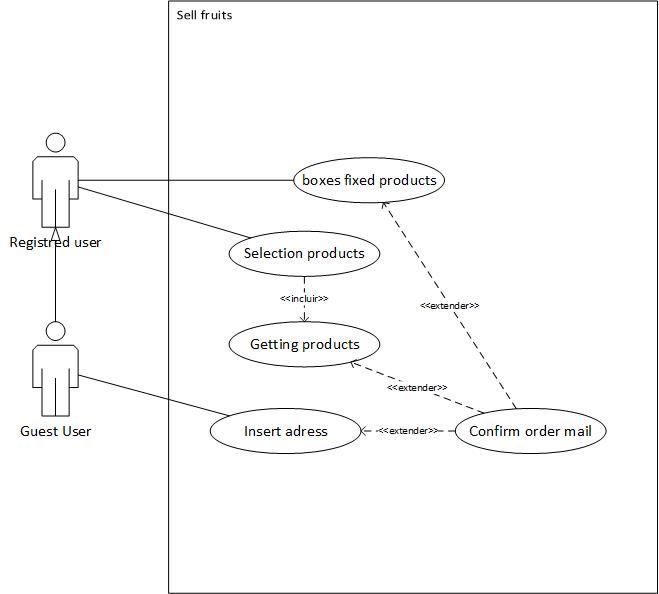 Sell fruits
boxes fixed products
Registred user
Selection products
<<incluir>>
<<extender>>
Getting products
<<extender>>
Guest User
Insert adress
<<extender>>
Confirm order mail